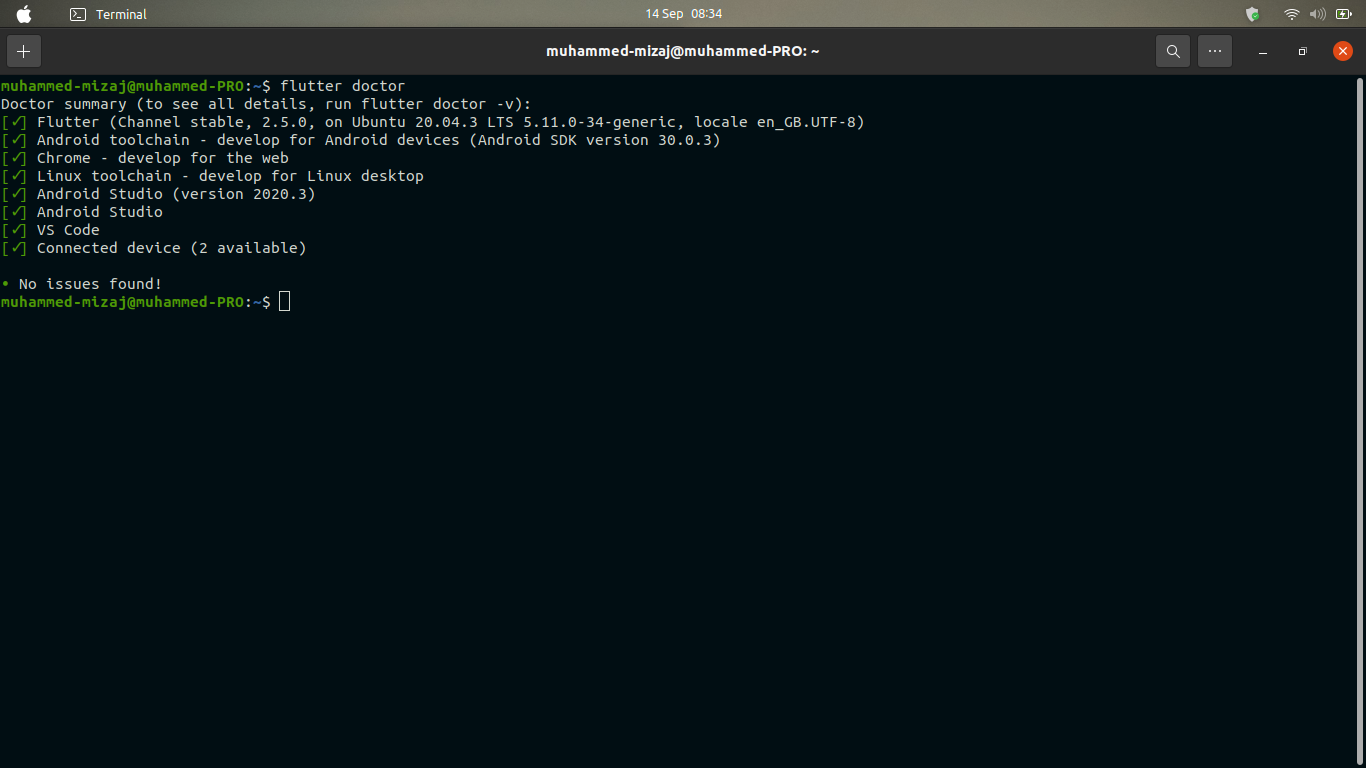 Terminal
14 Sep 08:34
muhammed-mizaj@muhammed-PRO: ~
muhammed-mizaj@muhammed-PRO:~$ flutter doctor
Doctor summary (to see all details, run flutter doctor -v):
[✓] Flutter (Channel stable, 2.5.0, on Ubuntu 20.04.3 LTS 5.11.0-34-generic, locale en_GB.UTF-8)
[✓] Android toolchain - develop for Android devices (Android SDK version 30.0.3)
[✓] Chrome - develop for the web
[✓] Linux toolchain - develop for Linux desktop
[✓] Android Studio (version 2020.3)
[✓] Android Studio
[✓] VS Code
[✓] Connected device (2 available)
• No issues found!
muhammed-mizaj@muhammed-PRO:~$